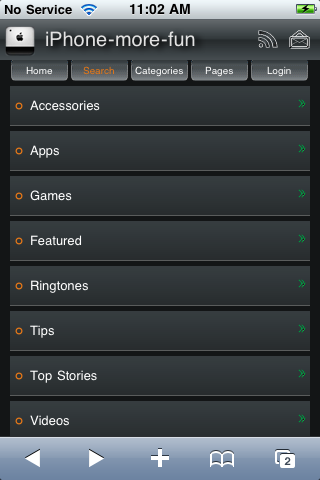 No Service 11:02 AM
iPhone-more-fun
Home Search Categories Pages Login
Accessories
Apps
Games
Featured
Ringtones
Tips
Top Stories
Videos
2